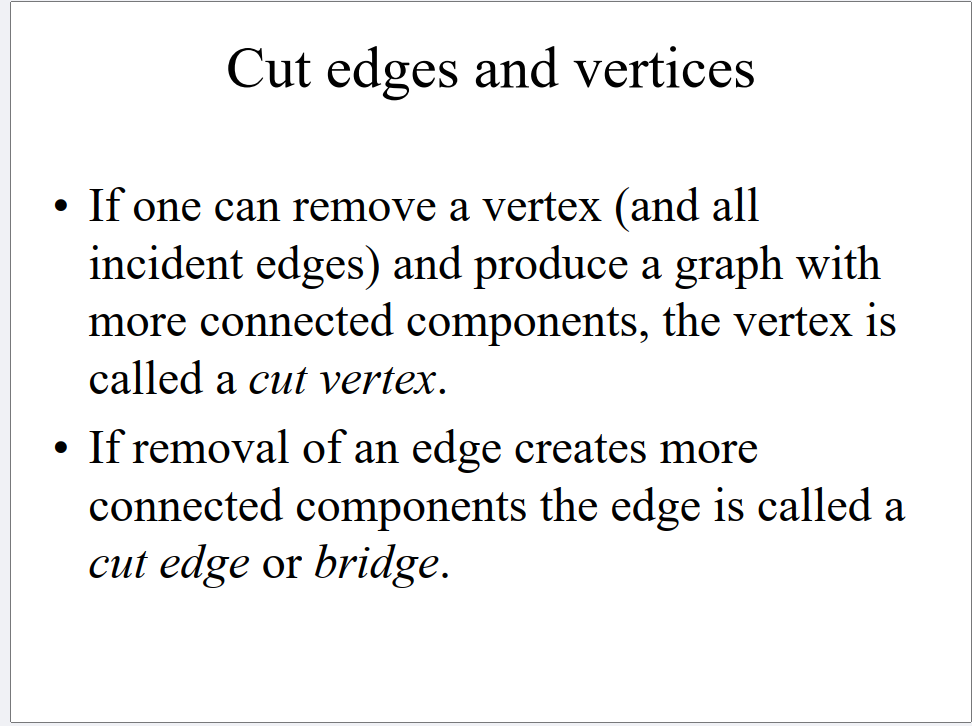 Cut edges and vertices
• If one can remove a vertex (and all
incident edges) and produce a graph with
more connected components, the vertex is
called a cut vertex.
• If removal of an edge creates more
connected components the edge is called a
cut edge or bridge.